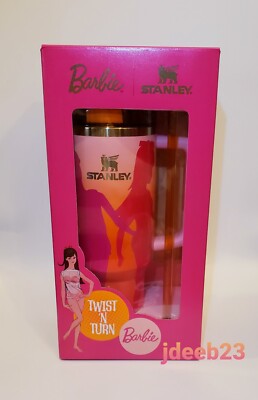 Barbie
STANLEY
STANLEY
TWIST
'N
TURN
Barbie
jdeeb23